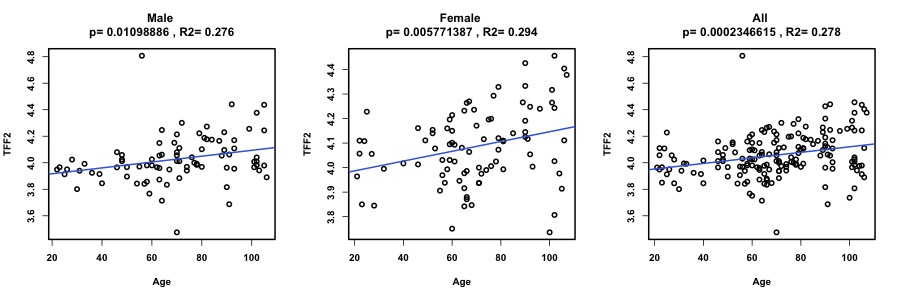 Male
p= 0.01098886 , R2= 0.276
TFF2
4.8
4.6
4.4
4.2
4.0
3.8
3.6
20 40 60 80 100
Age
Female
p= 0.005771387 , R2= 0.294
TFF2
4.4
4.3
4.2
4.1
4.0
3.9
3.8
20 40 60 80 100
Age
All
p= 0.0002346615 , R2= 0.278
TFF2
4.8
4.6
4.4
4.2
4.0
3.8
3.6
20 40 60 80 100
Age